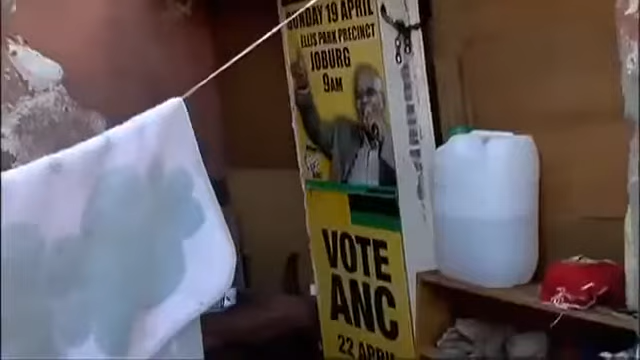 SUNDAY 19 APRIL
ELLIS PARK PRECINCT
JOBURG
9AM
VOTE
ANC
22 APRIL